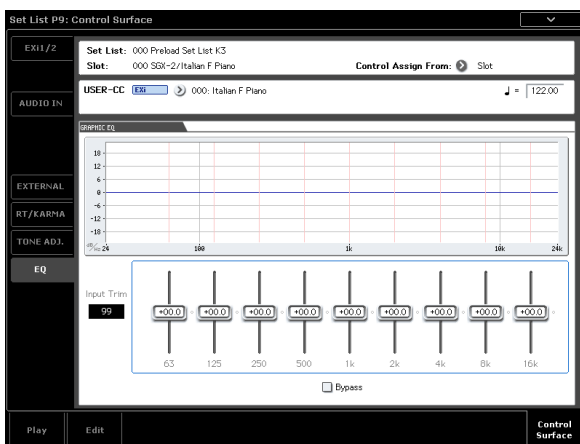 Set List P9: Control Surface
EXi1/2
Set List: 000 Preload Set List K3
Slot: 000 SGX-2/Italian F Piano
Control Assign From: Slot
USER-CC EXi 000: Italian F Piano
♩ = 122.00
AUDIO IN
GRAPHIC EQ
18
12
6
0
-6
-12
-18
dB/Hz 24 100 1k 10k 24k
EXTERNAL
RT/KARMA
TONE ADJ.
EQ
Input Trim
99
+00.0 +00.0 +00.0 +00.0 +00.0 +00.0 +00.0 +00.0 +00.0
63 125 250 500 1k 2k 4k 8k 16k
Bypass
Play
Edit
Control
Surface